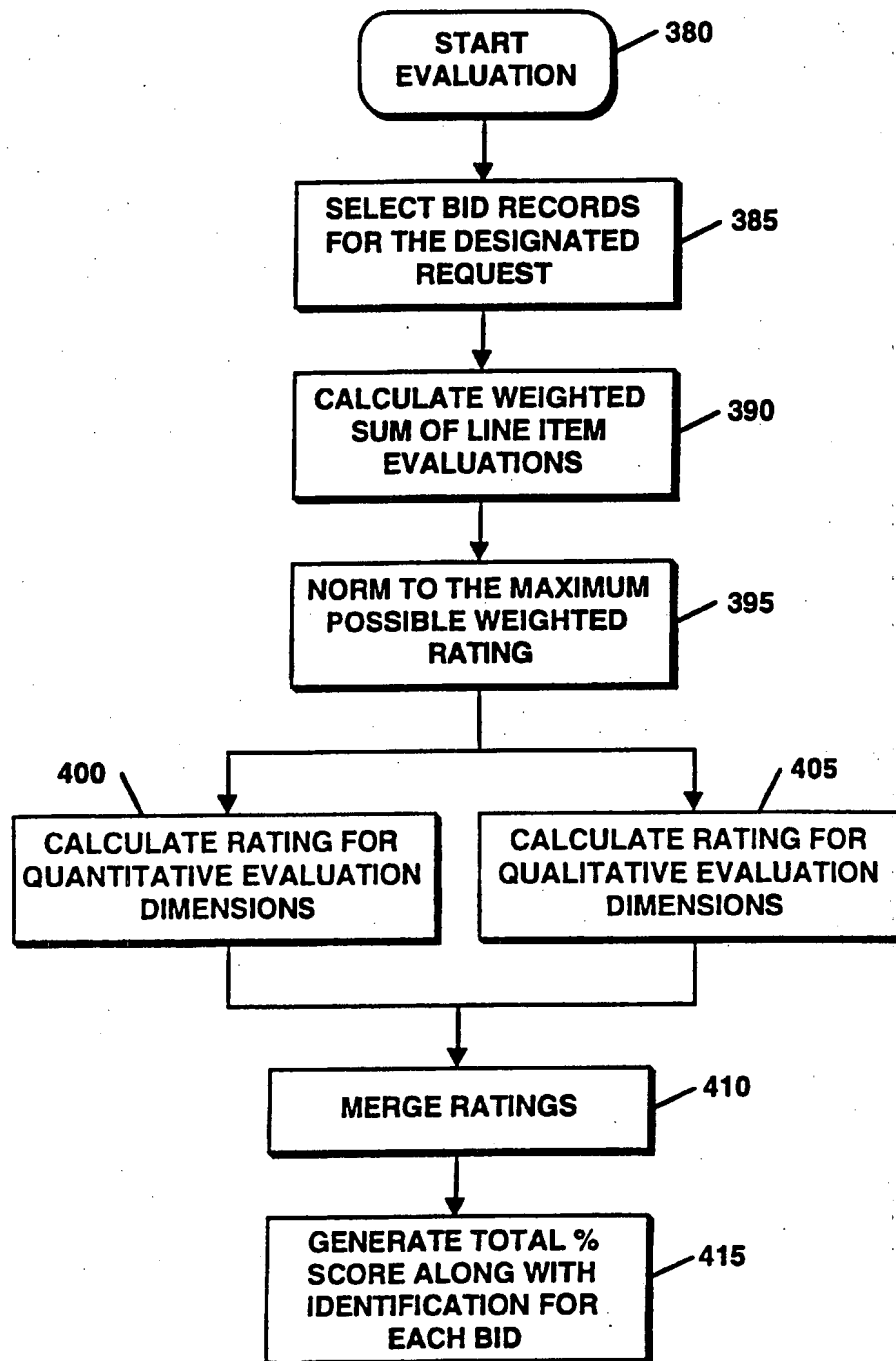 START
EVALUATION
380
SELECT BID RECORDS
FOR THE DESIGNATED
REQUEST
385
CALCULATE WEIGHTED
SUM OF LINE ITEM
EVALUATIONS
390
NORM TO THE MAXIMUM
POSSIBLE WEIGHTED
RATING
395
400
CALCULATE RATING FOR
QUANTITATIVE EVALUATION
DIMENSIONS
405
CALCULATE RATING FOR
QUALITATIVE EVALUATION
DIMENSIONS
MERGE RATINGS
410
GENERATE TOTAL %
SCORE ALONG WITH
IDENTIFICATION FOR
EACH BID
415